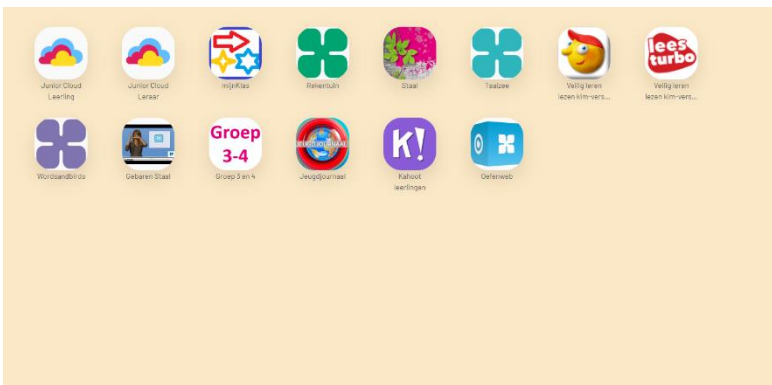 lees
turbo
Junior Cloud
Leerling
Junior Cloud
Leraar
mijnKlas
Rekentuin
Staal
Taalzee
Veilig leren
lezen kim-vers...
Veilig leren
lezen kim-vers...
Groep
3-4
JEUGDJOURNAAL
K!
Wordsandbirds
Gebaren Staal
Groep 3 en 4
Jeugdjournaal
Kahoot
leerlingen
Oefenweb